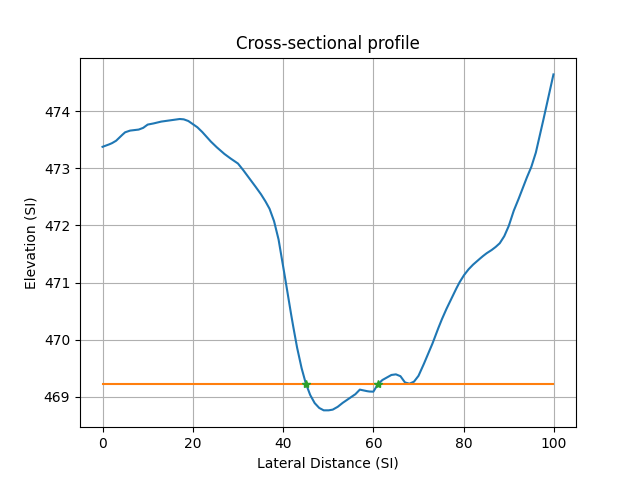 Cross-sectional profile
474
473
472
471
470
469
Elevation (SI)
0 20 40 60 80 100
Lateral Distance (SI)